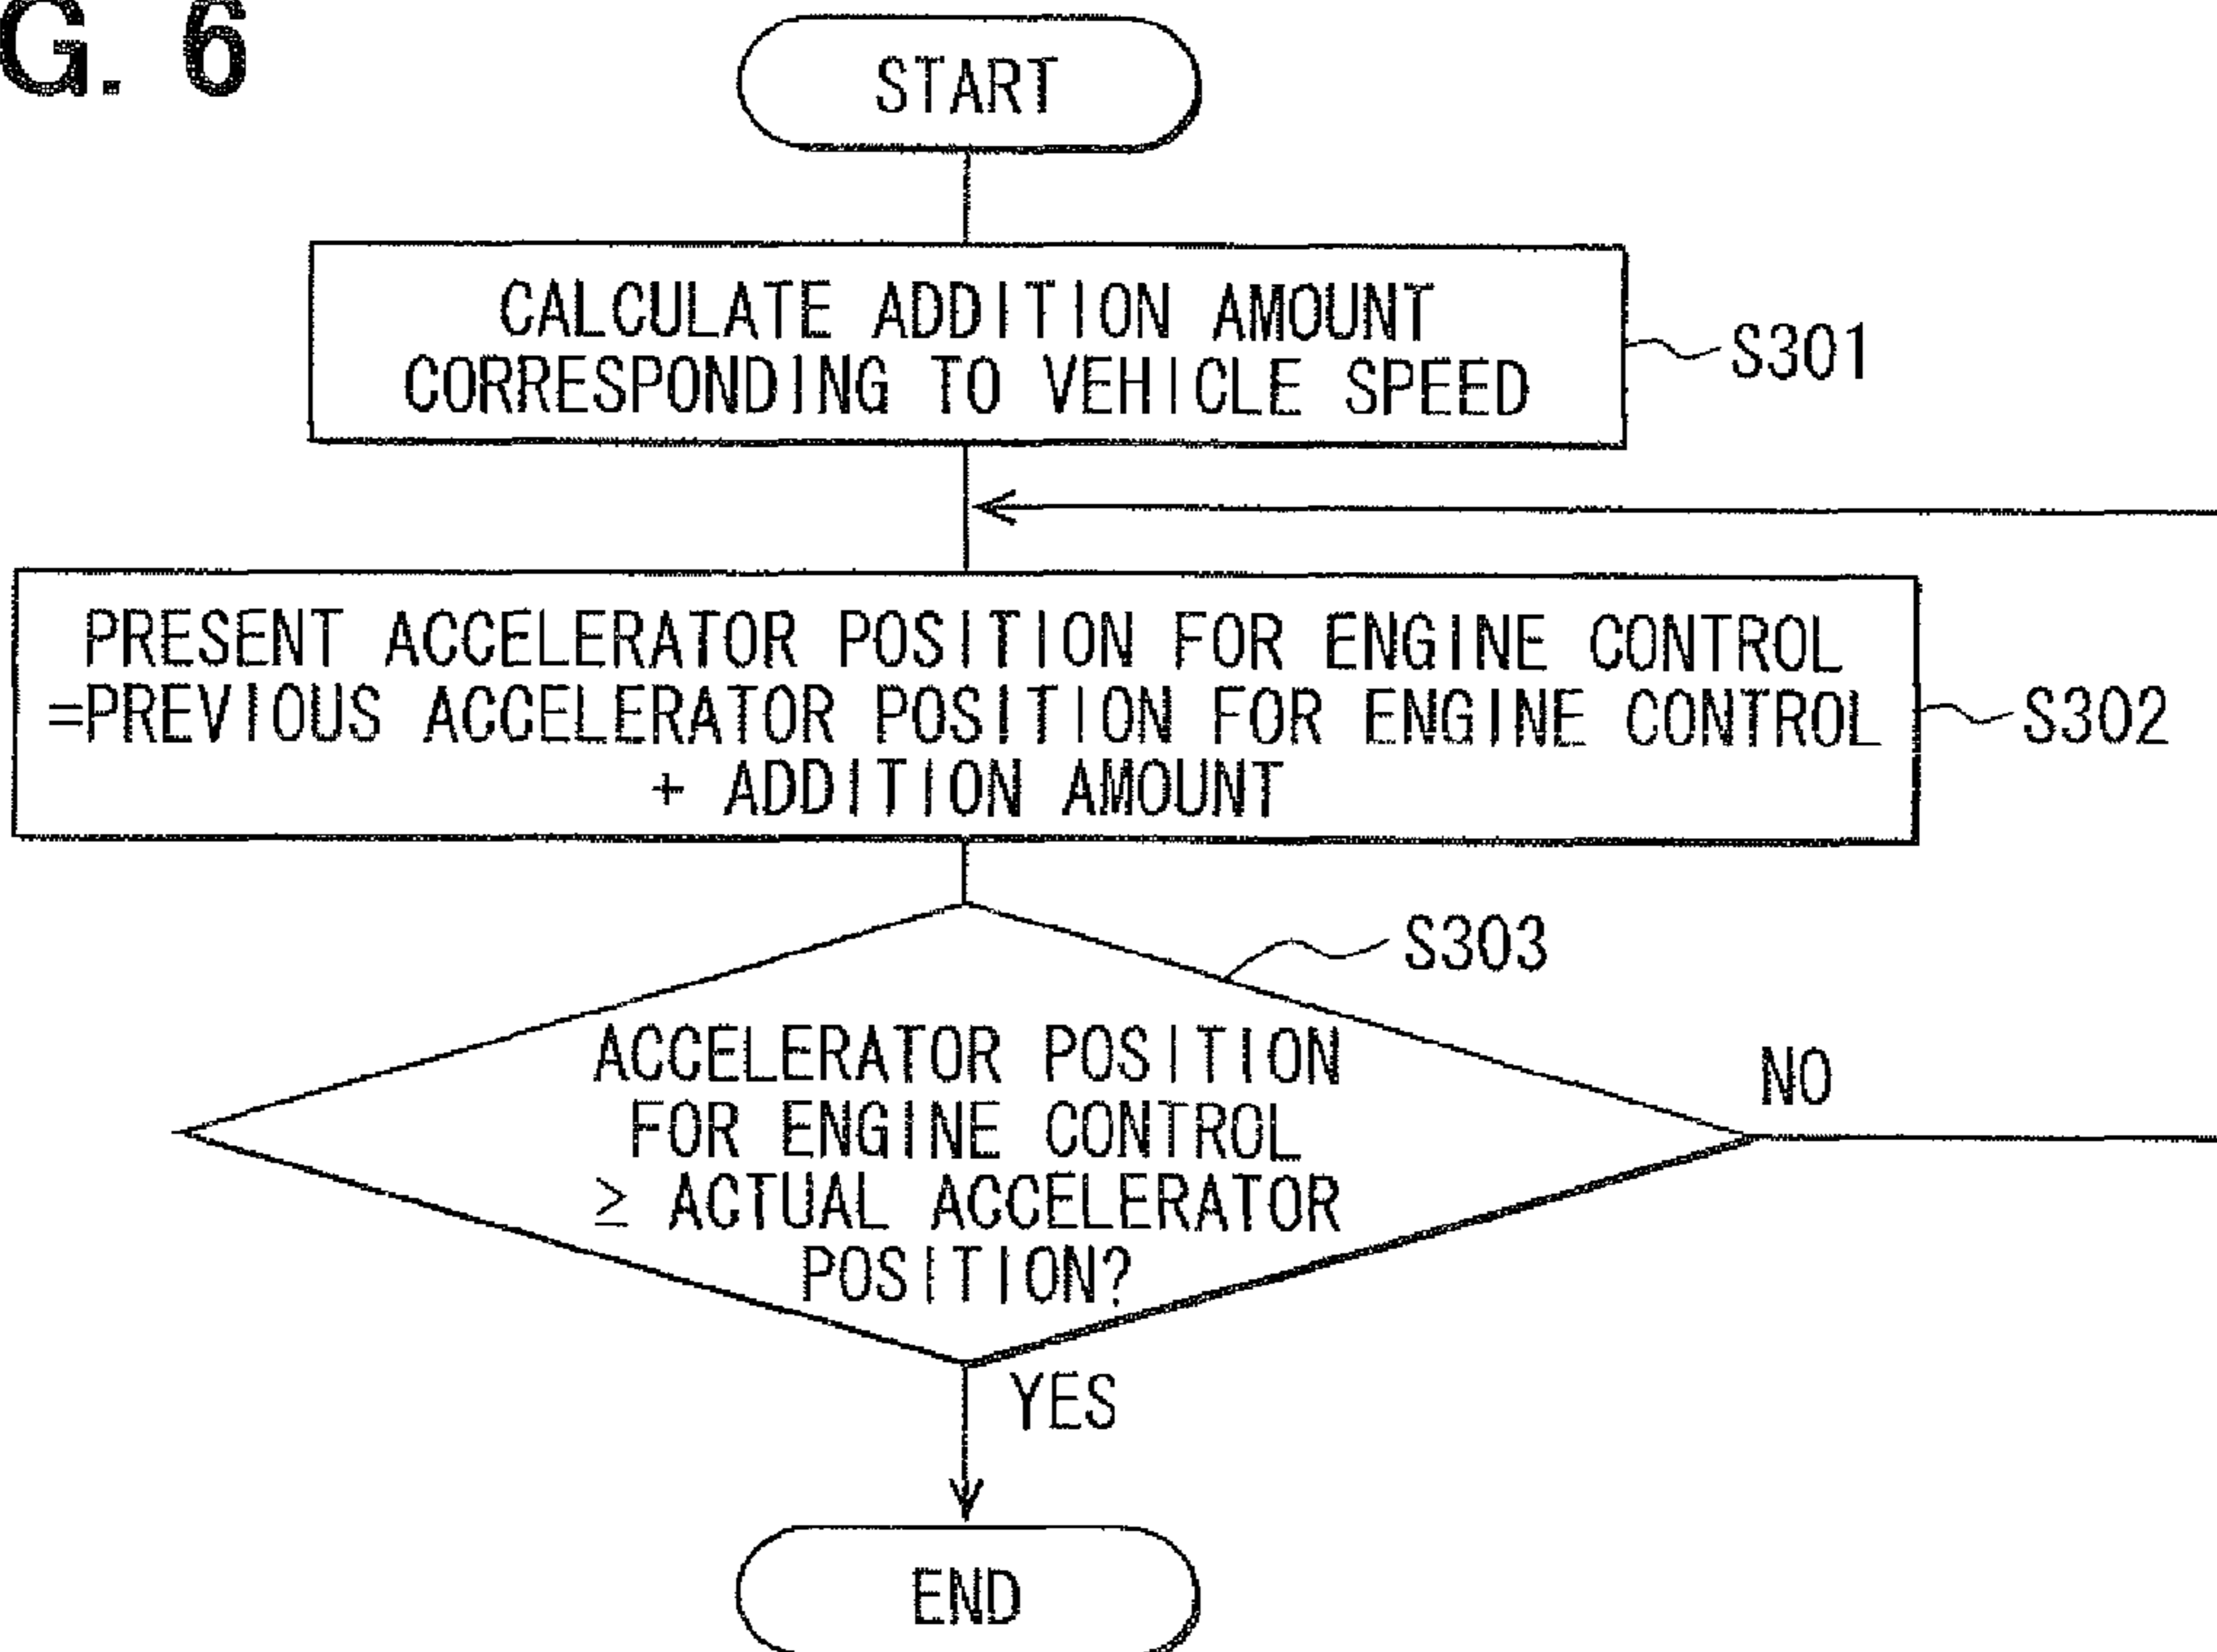 G. 6
START
CALCULATE ADDITION AMOUNT
CORRESPONDING TO VEHICLE SPEED
S301
PRESENT ACCELERATOR POSITION FOR ENGINE CONTROL
=PREVIOUS ACCELERATOR POSITION FOR ENGINE CONTROL
+ ADDITION AMOUNT
S302
S303
ACCELERATOR POSITION
FOR ENGINE CONTROL
≥ ACTUAL ACCELERATOR
POSITION?
NO
YES
END